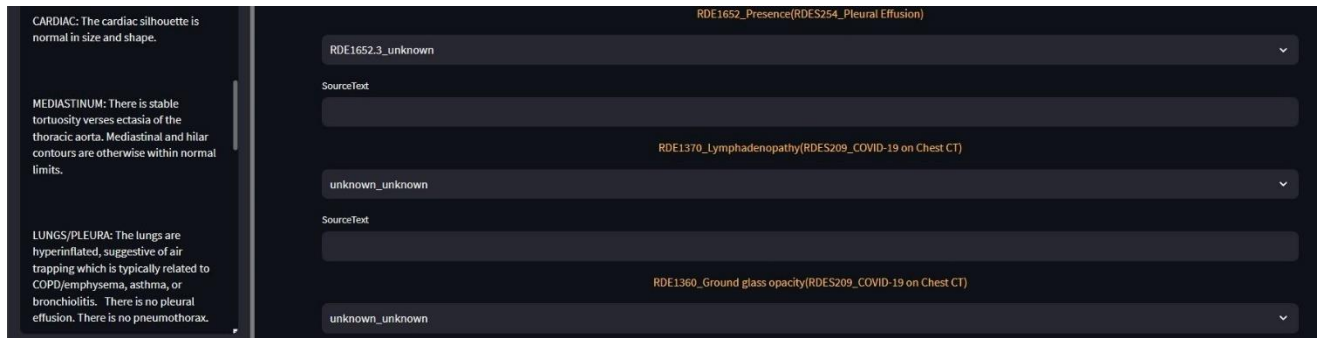 CARDIAC: The cardiac silhouette is
normal in size and shape.
MEDIASTINUM: There is stable
tortuosity verses ectasia of the
thoracic aorta. Mediastinal and hilar
contours are otherwise within normal
limits.
LUNGS/PLEURA: The lungs are
hyperinflated, suggestive of air
trapping which is typically related to
COPD/emphysema, asthma, or
bronchiolitis. There is no pleural
effusion. There is no pneumothorax.
RDE1652_Presence(RDES254_Pleural Effusion)
RDE1652.3_unknown
SourceText
RDE1370_Lymphadenopathy(RDES209_COVID-19 on Chest CT)
unknown_unknown
SourceText
RDE1360_Ground glass opacity(RDES209_COVID-19 on Chest CT)
unknown_unknown